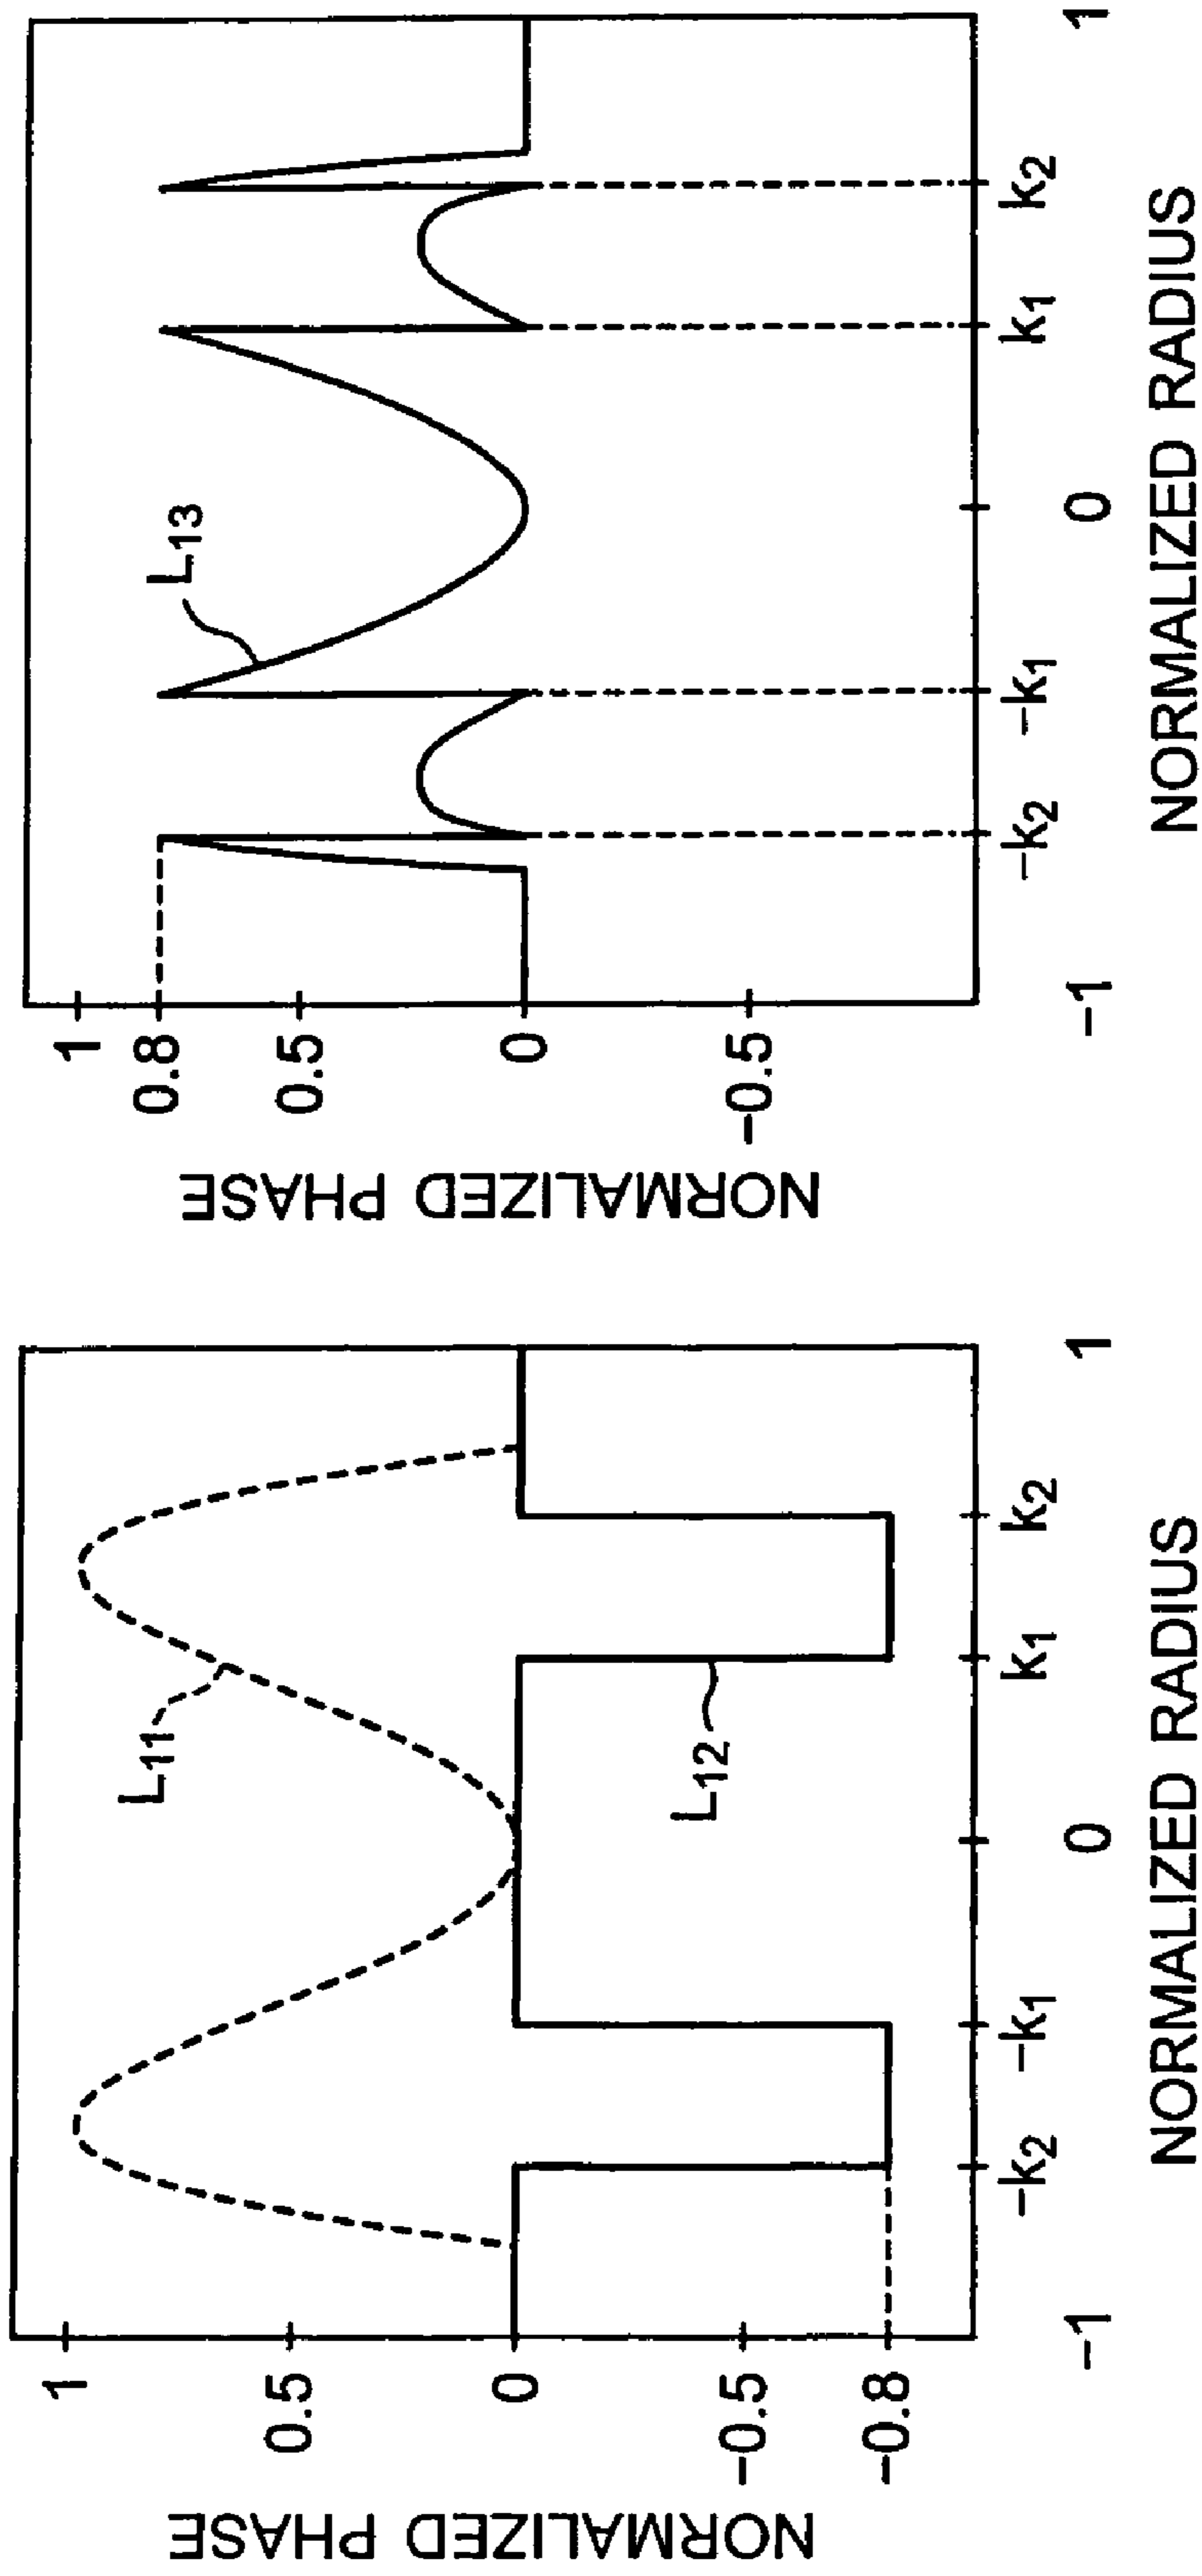 NORMALIZED PHASE
1
0.5
0
−0.5
−0.8
L11
L12
−1
−k2
−k1
0
k1
k2
1
NORMALIZED RADIUS
NORMALIZED PHASE
1
0.8
0.5
0
−0.5
L13
−1
−k2
−k1
0
k1
k2
1
NORMALIZED RADIUS